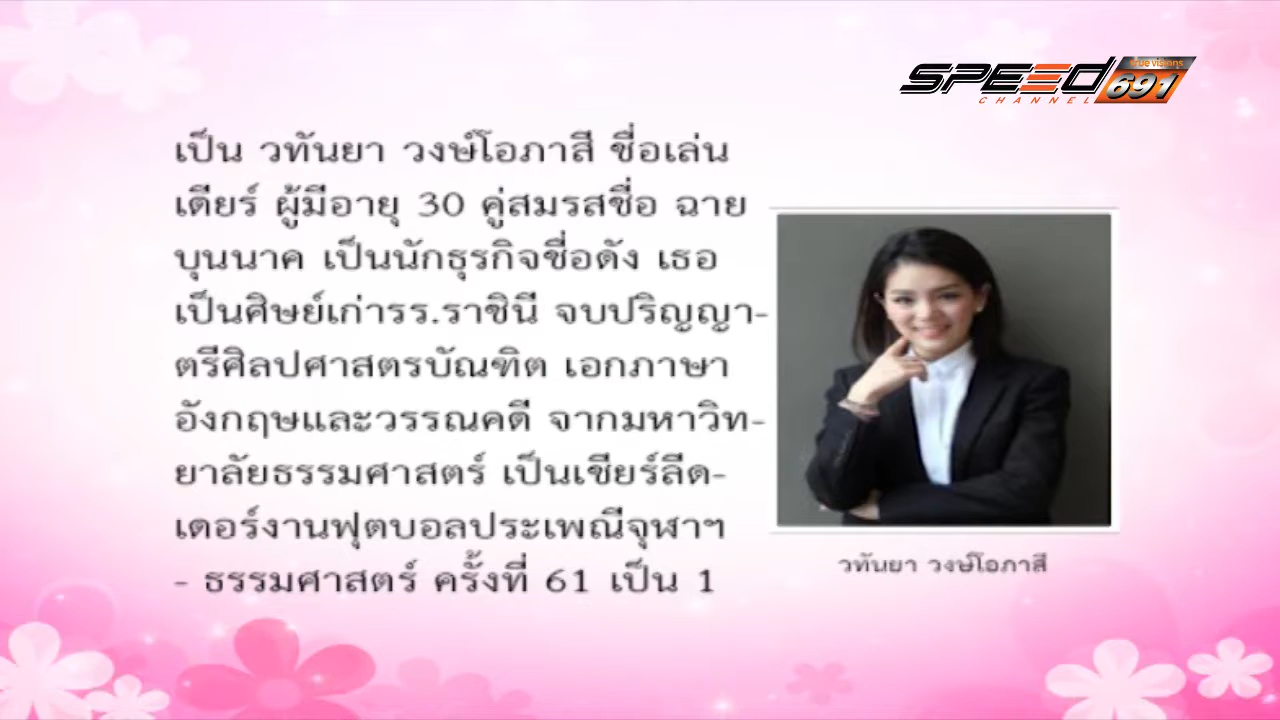 SPEED
CHANNEL
true visions
691
เป็น วทันยา วงษ์โอภาสี ชื่อเล่น
เดียร์ ผู้มีอายุ 30 คู่สมรสชื่อ ฉาย
บุนนาค เป็นนักธุรกิจชื่อดัง เธอ
เป็นศิษย์เก่ารร.ราชินี จบปริญญา-
ตรีศิลปศาสตรบัณฑิต เอกภาษา
อังกฤษและวรรณคดี จากมหาวิท-
ยาลัยธรรมศาสตร์ เป็นเชียร์ลีด-
เดอร์งานฟุตบอลประเพณีจุฬาฯ
- ธรรมศาสตร์ ครั้งที่ 61 เป็น 1
วทันยา วงษ์โอภาสี